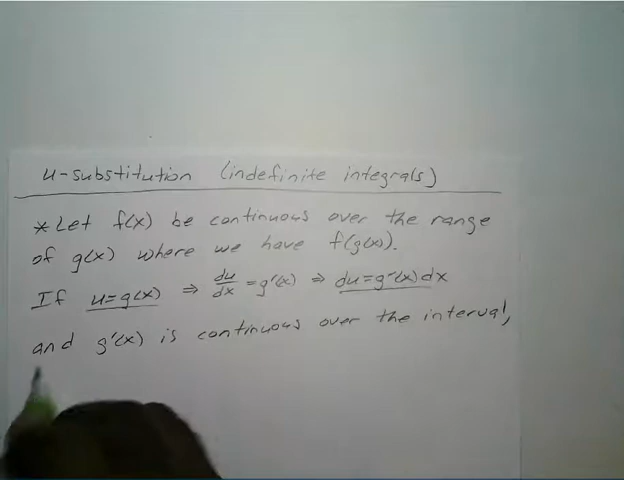 u-substitution (indefinite integrals)
*Let f(x) be continuous over the range
of g(x) where we have f(g(x)).
If u=g(x) ⇒ du/dx = g'(x) ⇒ du=g'(x)dx
and g'(x) is continuous over the interval,